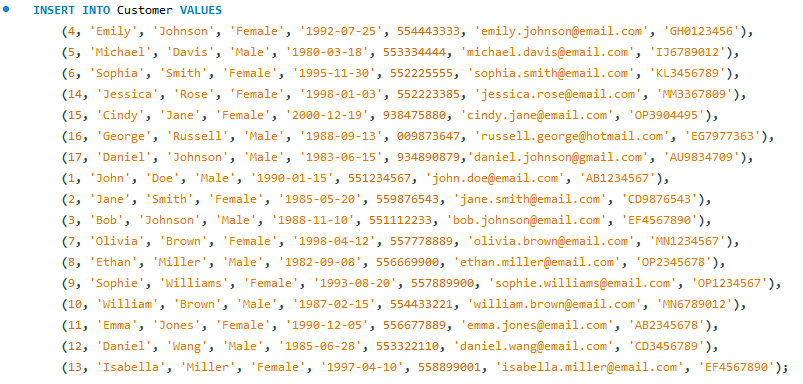 INSERT INTO Customer VALUES
(4, 'Emily', 'Johnson', 'Female', '1992-07-25', 554443333, 'emily.johnson@email.com', 'GH0123456'),
(5, 'Michael', 'Davis', 'Male', '1980-03-18', 553334444, 'michael.davis@email.com', 'IJ6789012'),
(6, 'Sophia', 'Smith', 'Female', '1995-11-30', 552225555, 'sophia.smith@email.com', 'KL3456789'),
(14, 'Jessica', 'Rose', 'Female', '1998-01-03', 552223385, 'jessica.rose@email.com', 'MM3367809'),
(15, 'Cindy', 'Jane', 'Female', '2000-12-19', 938475880, 'cindy.jane@email.com', 'OP3904495'),
(16, 'George', 'Russell', 'Male', '1988-09-13', 009873647, 'russell.george@hotmail.com', 'EG7977363'),
(17, 'Daniel', 'Johnson', 'Male', '1983-06-15', 934890879,'daniel.johnson@gmail.com', 'AU9834709'),
(1, 'John', 'Doe', 'Male', '1990-01-15', 551234567, 'john.doe@email.com', 'AB1234567'),
(2, 'Jane', 'Smith', 'Female', '1985-05-20', 559876543, 'jane.smith@email.com', 'CD9876543'),
(3, 'Bob', 'Johnson', 'Male', '1988-11-10', 551112233, 'bob.johnson@email.com', 'EF4567890'),
(7, 'Olivia', 'Brown', 'Female', '1998-04-12', 557778889, 'olivia.brown@email.com', 'MN1234567'),
(8, 'Ethan', 'Miller', 'Male', '1982-09-08', 556669900, 'ethan.miller@email.com', 'OP2345678'),
(9, 'Sophie', 'Williams', 'Female', '1993-08-20', 557889900, 'sophie.williams@email.com', 'OP1234567'),
(10, 'William', 'Brown', 'Male', '1987-02-15', 554433221, 'william.brown@email.com', 'MN6789012'),
(11, 'Emma', 'Jones', 'Female', '1990-12-05', 556677889, 'emma.jones@email.com', 'AB2345678'),
(12, 'Daniel', 'Wang', 'Male', '1985-06-28', 553322110, 'daniel.wang@email.com', 'CD3456789'),
(13, 'Isabella', 'Miller', 'Female', '1997-04-10', 558899001, 'isabella.miller@email.com', 'EF4567890');